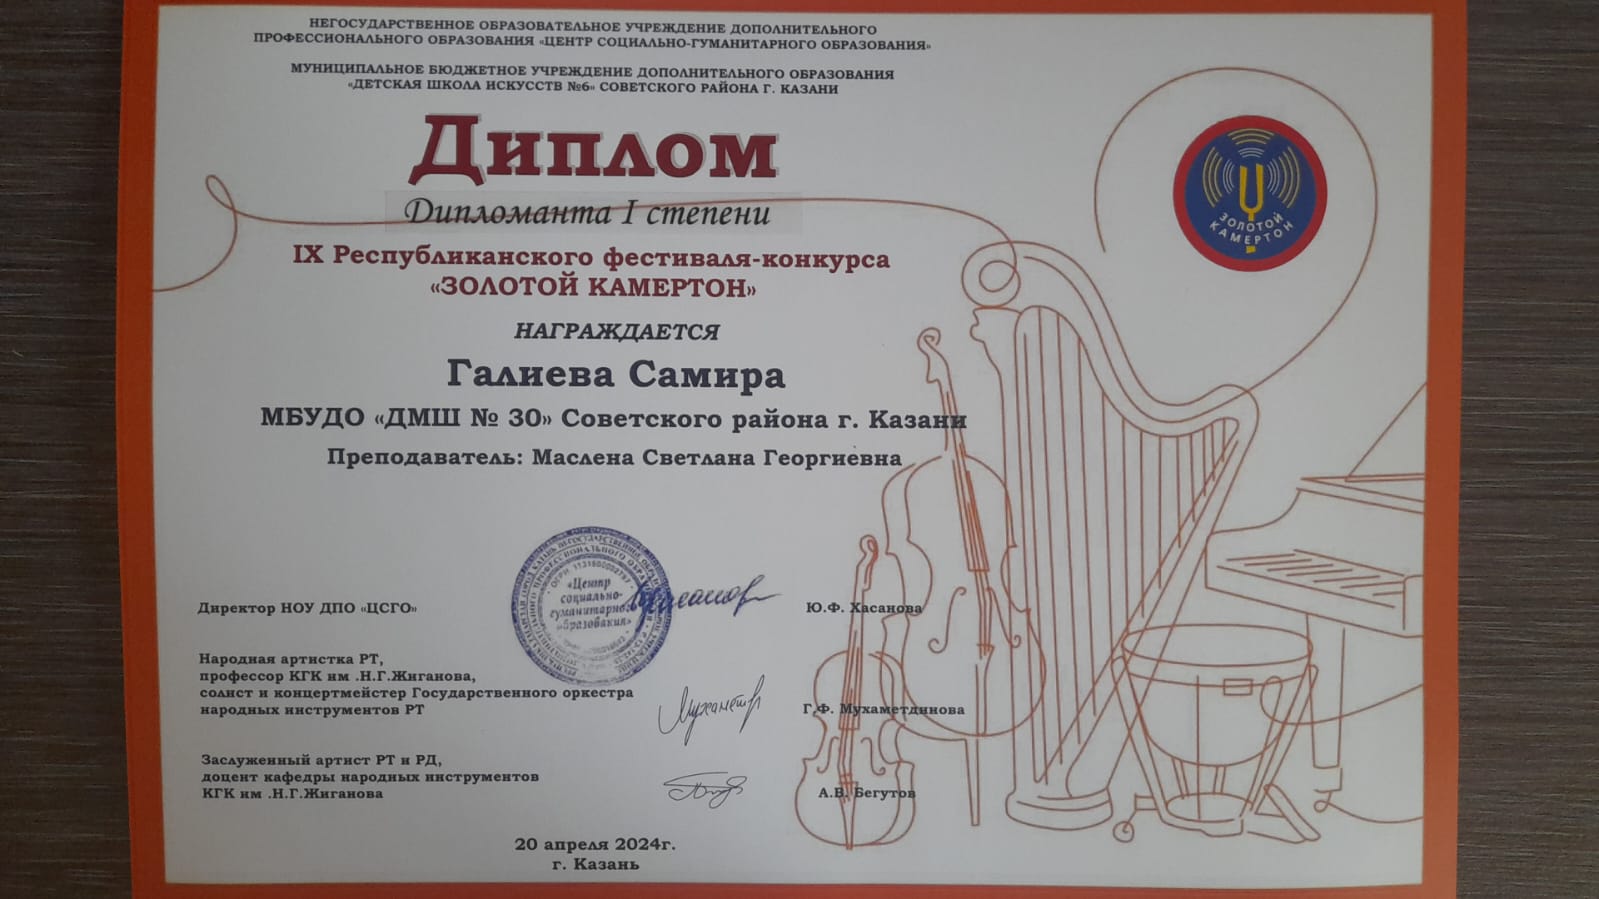 НЕГОСУДАРСТВЕННОЕ ОБРАЗОВАТЕЛЬНОЕ УЧРЕЖДЕНИЕ ДОПОЛНИТЕЛЬНОГО
ПРОФЕССИОНАЛЬНОГО ОБРАЗОВАНИЯ «ЦЕНТР СОЦИАЛЬНО-ГУМАНИТАРНОГО ОБРАЗОВАНИЯ»
МУНИЦИПАЛЬНОЕ БЮДЖЕТНОЕ УЧРЕЖДЕНИЕ ДОПОЛНИТЕЛЬНОГО ОБРАЗОВАНИЯ
«ДЕТСКАЯ ШКОЛА ИСКУССТВ №6» СОВЕТСКОГО РАЙОНА Г. КАЗАНИ
Диплом
Дипломанта I степени
IX Республиканского фестиваля-конкурса
«ЗОЛОТОЙ КАМЕРТОН»
ЗОЛОТОЙ
КАМЕРТОН
НАГРАЖДАЕТСЯ
Галиева Самира
МБУДО «ДМШ № 30» Советского района г. Казани
Преподаватель: Маслена Светлана Георгиевна
«Центр
социально-
гуманитарного
образования»
Директор НОУ ДПО «ЦСГО»
Ю.Ф. Хасанова
Народная артистка РТ,
профессор КГК им .Н.Г.Жиганова,
солист и концертмейстер Государственного оркестра
народных инструментов РТ
Г.Ф. Мухаметдинова
Заслуженный артист РТ и РД,
доцент кафедры народных инструментов
КГК им .Н.Г.Жиганова
А.В. Бегутов
20 апреля 2024г.
г. Казань